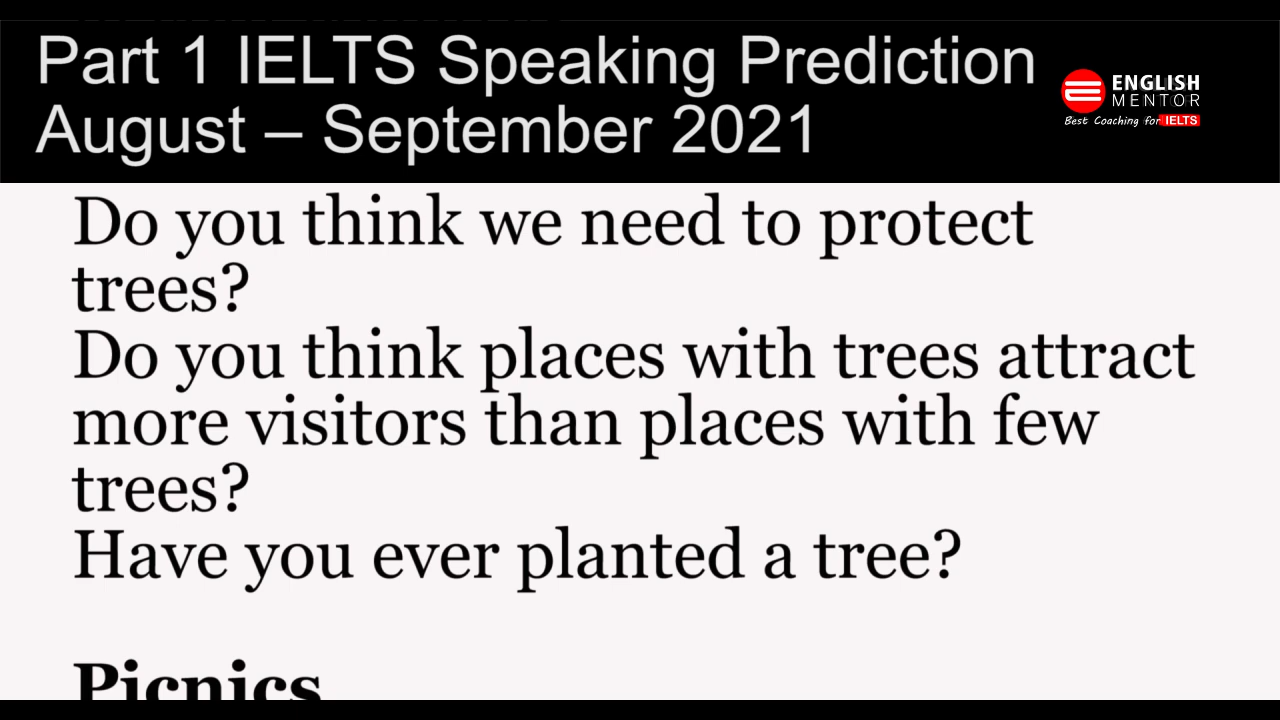 Part 1 IELTS Speaking Prediction
August – September 2021
ENGLISH
MENTOR
Best Coaching for IELTS
Do you think we need to protect
trees?
Do you think places with trees attract
more visitors than places with few
trees?
Have you ever planted a tree?
Picnics